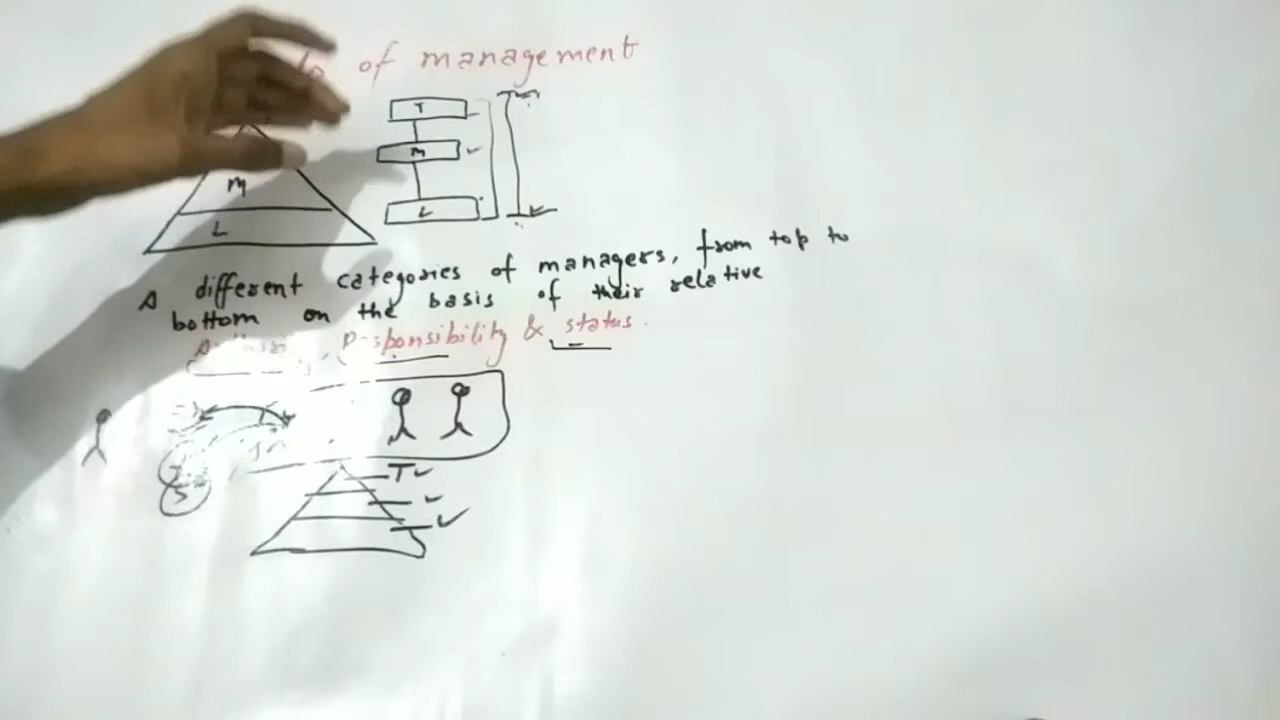 of management
T
M
M
L
L
A different categories of managers, from top to
bottom on the basis of their relative
Responsibility & status.
T